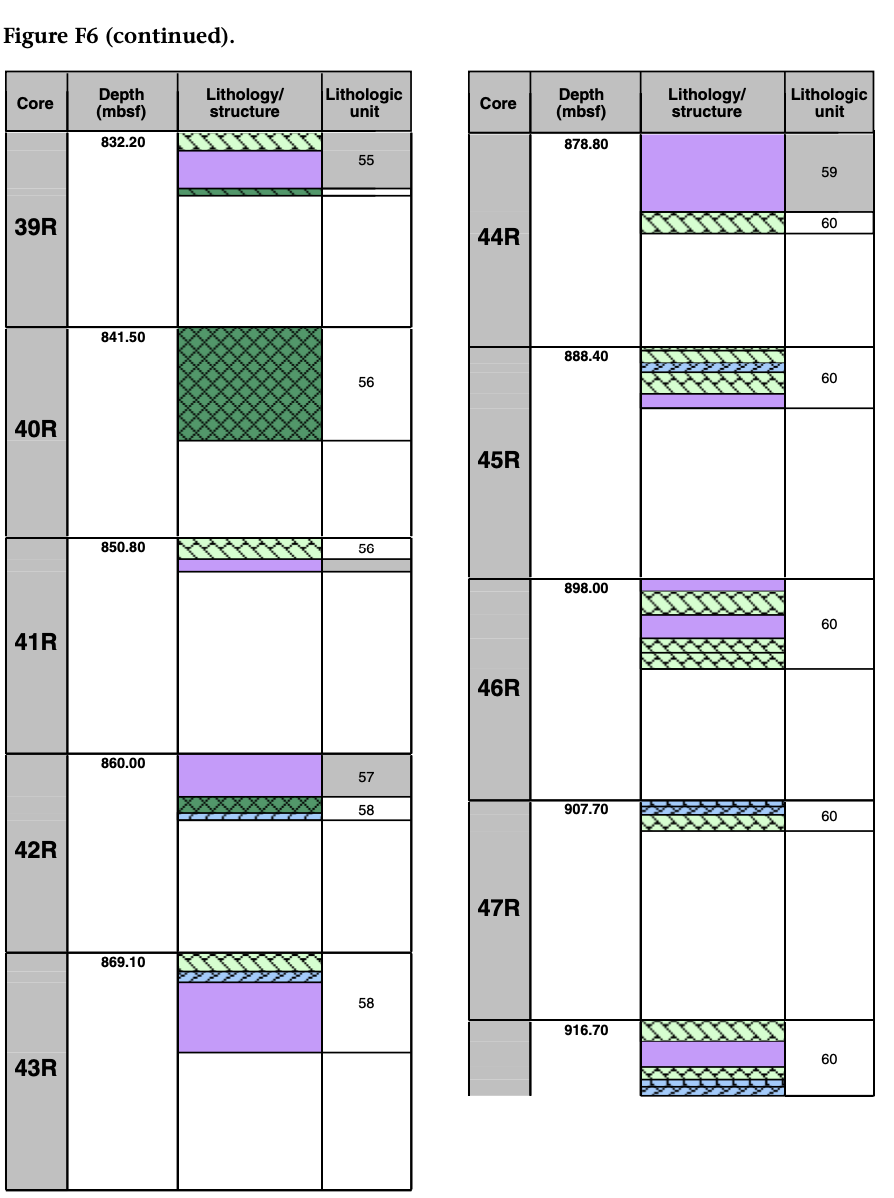 Figure F6 (continued).
Core
Depth
(mbsf)
Lithology/
structure
Lithologic
unit
39R
832.20
55
40R
841.50
56
41R
850.80
56
42R
860.00
57
58
43R
869.10
58
Core
Depth
(mbsf)
Lithology/
structure
Lithologic
unit
44R
878.80
59
60
45R
888.40
60
46R
898.00
60
47R
907.70
60
916.70
60